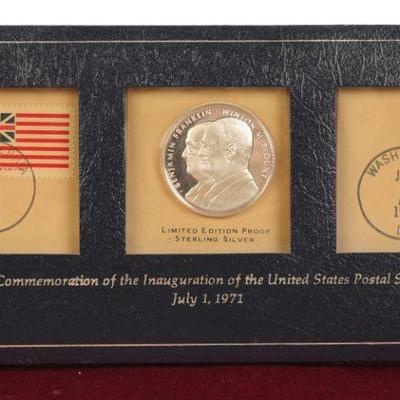 BENJAMIN FRANKLIN · WINTON M. BLOUNT
LIMITED EDITION PROOF
· STERLING SILVER ·
WASH
J
Commemoration of the Inauguration of the United States Postal S
July 1, 1971